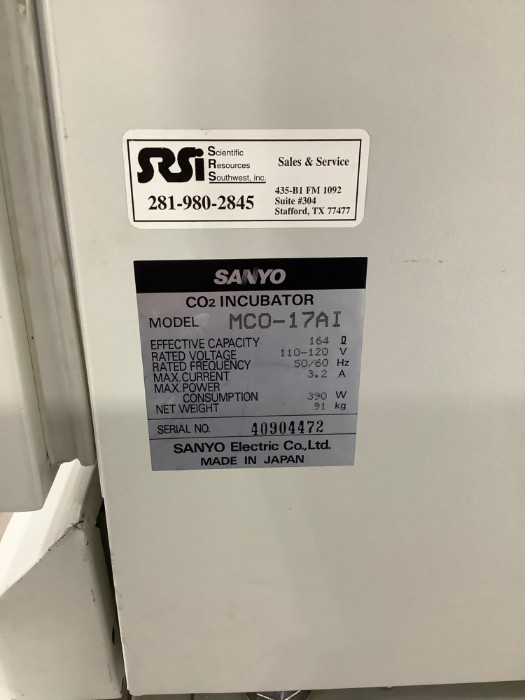 SRSi
Scientific
Resources
Southwest, inc.
281-980-2845
Sales & Service
435-B1 FM 1092
Suite #304
Stafford, TX 77477
SANYO
CO₂ INCUBATOR
MODEL MCO-17AI
EFFECTIVE CAPACITY 164 ℓ
RATED VOLTAGE 110-120 V
RATED FREQUENCY 50/60 Hz
MAX.CURRENT 3.2 A
MAX.POWER
CONSUMPTION 390 W
NET WEIGHT 91 kg
SERIAL NO. 40904472
SANYO Electric Co.,Ltd.
MADE IN JAPAN